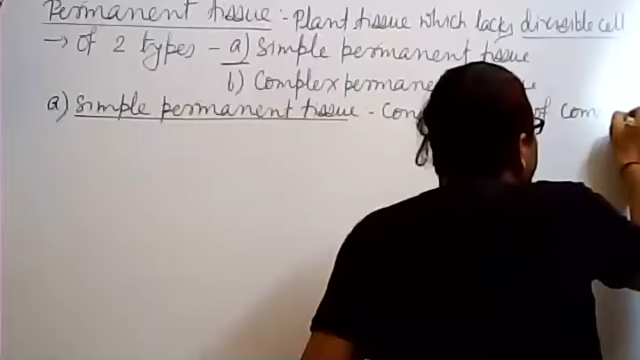 Permanent tissue :- Plant tissue which lacks divisible cell
→ Of 2 types - a) Simple permanent tissue
b) Complex permane
a) Simple permanent tissue - Con of com